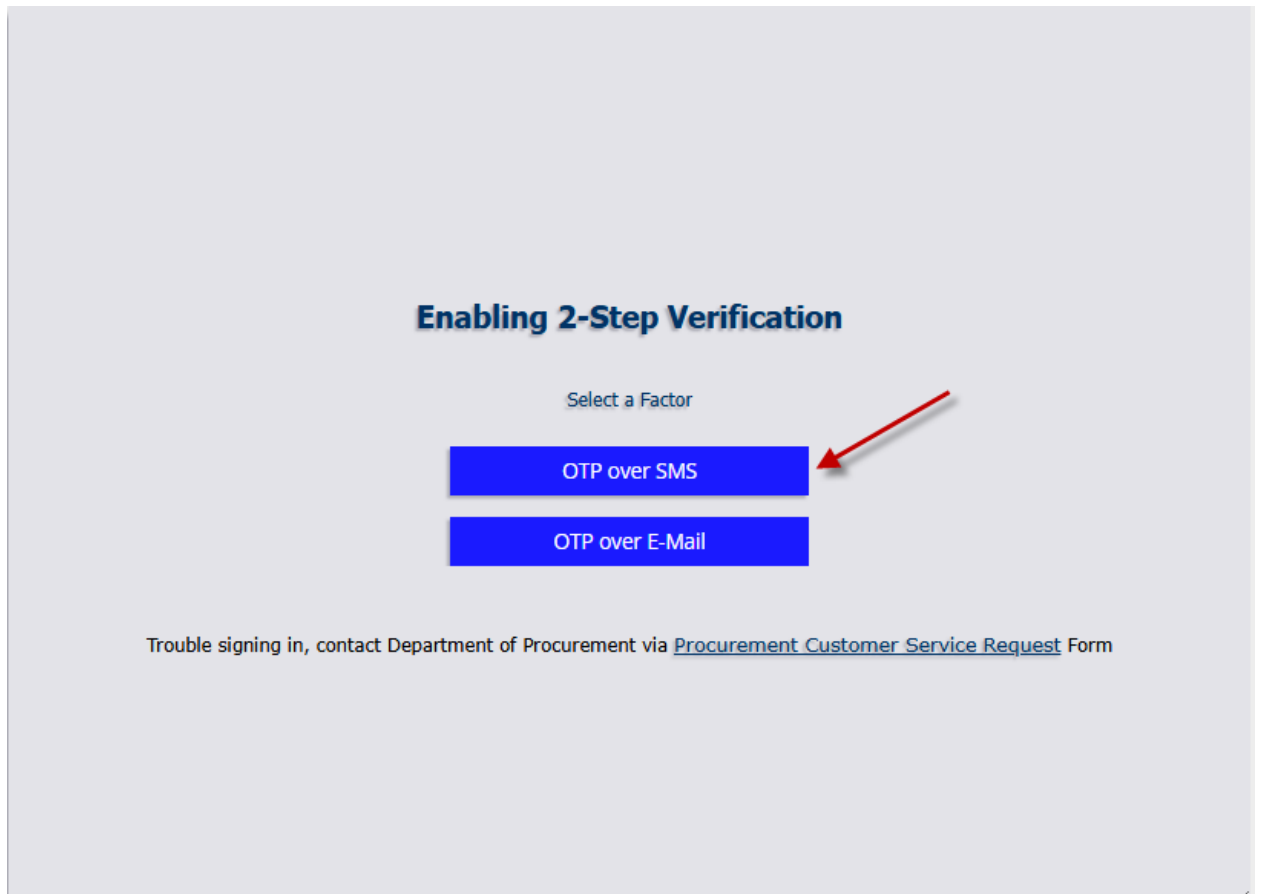 Enabling 2-Step Verification
Select a Factor
OTP over SMS
OTP over E-Mail
Trouble signing in, contact Department of Procurement via Procurement Customer Service Request Form